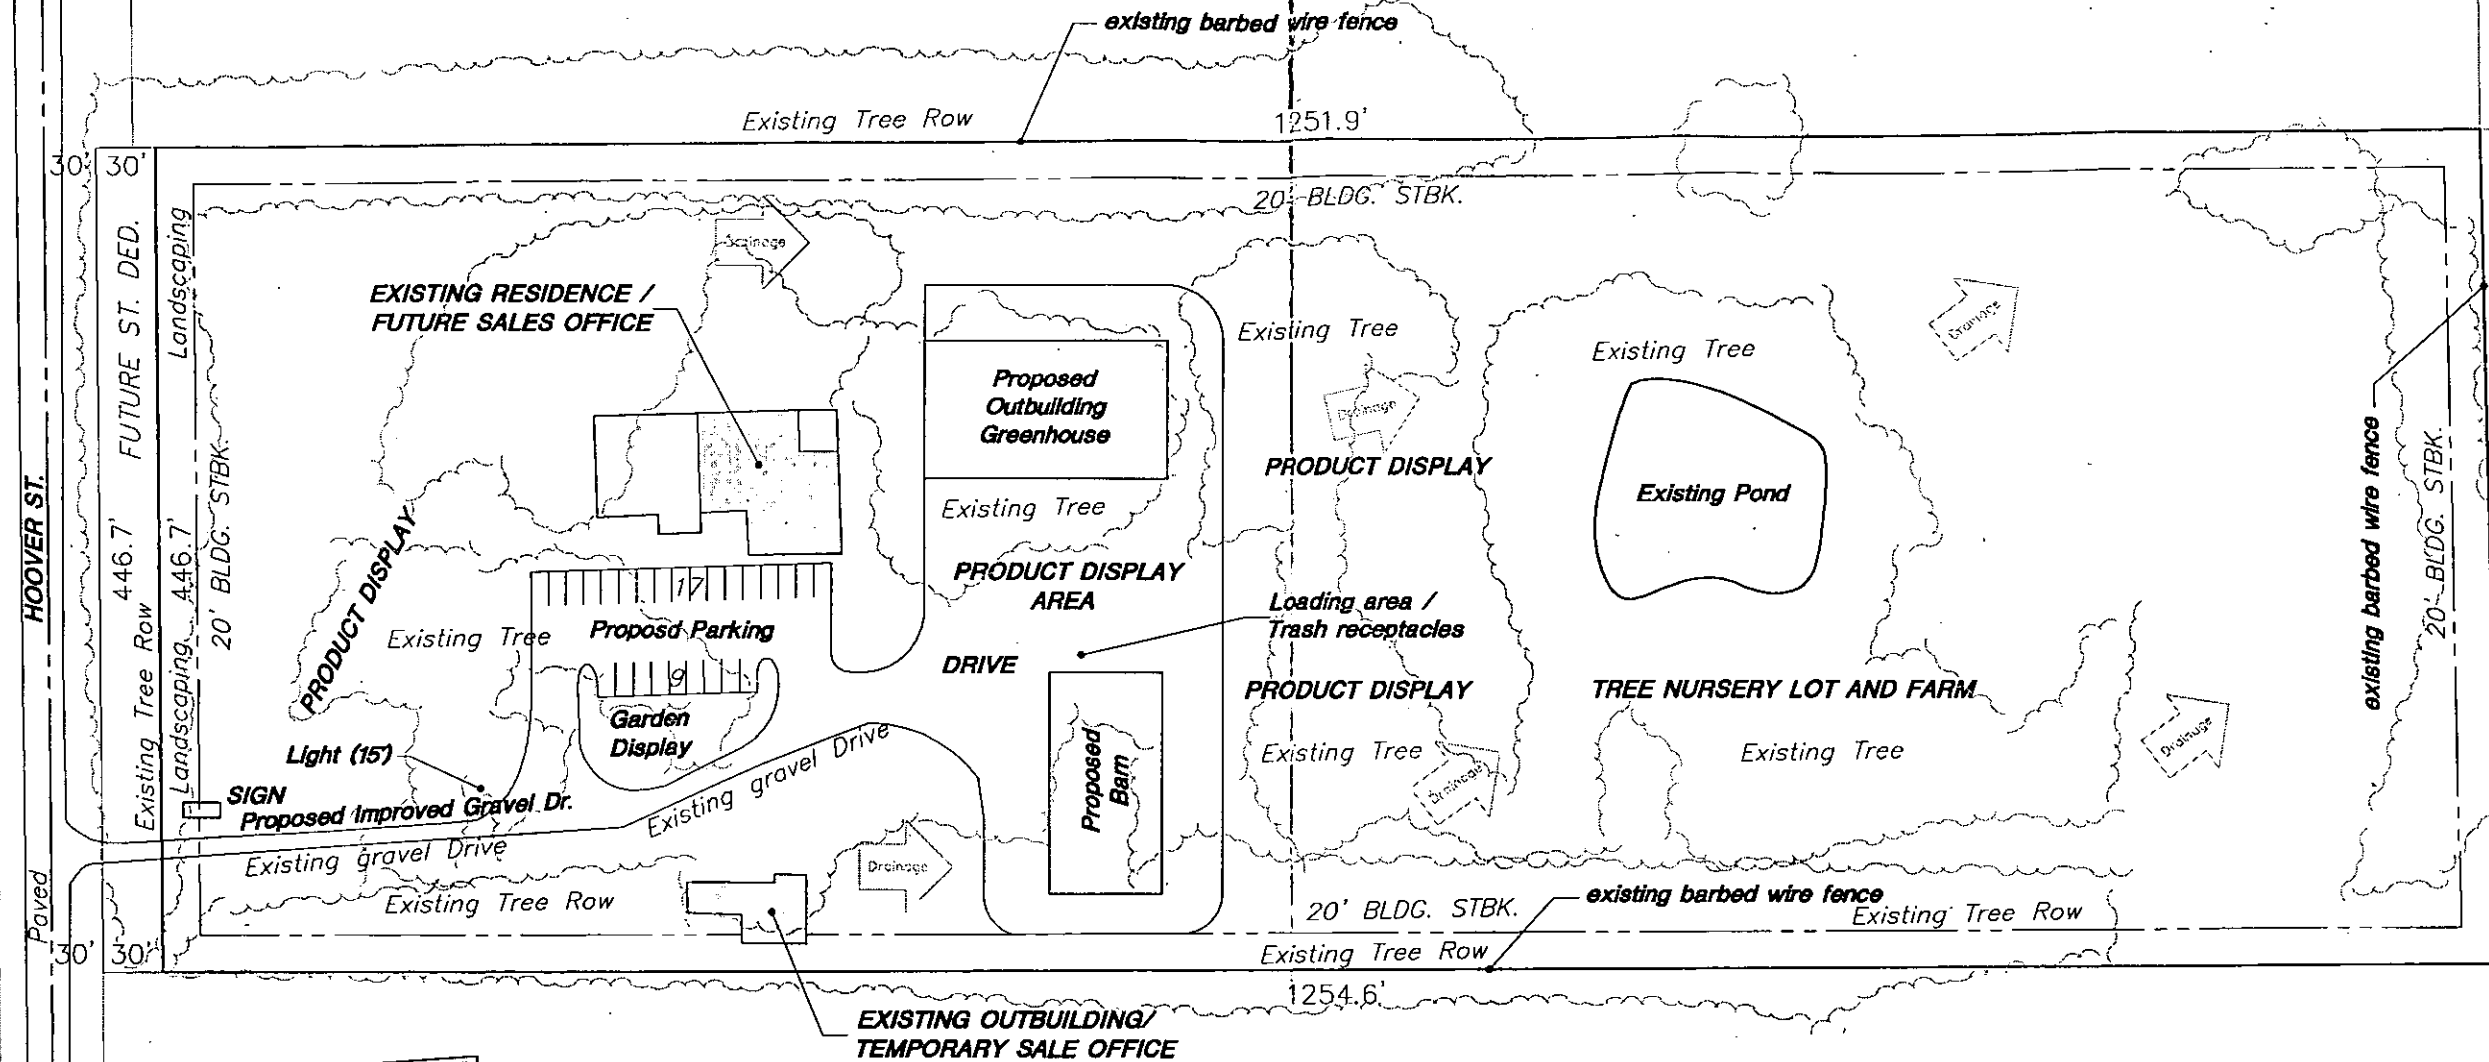 existing barbed wire fence
Existing Tree Row
1251.9'
30'
30'
20' BLDG. STBK.
HOOVER ST.
Paved
FUTURE ST. DED.
446.7'
Existing Tree Row
Landscaping
446.7'
Landscaping
20' BLDG. STBK.
Drainage
EXISTING RESIDENCE /
FUTURE SALES OFFICE
PRODUCT DISPLAY
Existing Tree
17
Proposd Parking
9
Garden
Display
Light (15')
SIGN
Proposed Improved Gravel Dr.
Existing gravel Drive
Existing gravel Drive
Existing Tree Row
Drainage
30'
30'
EXISTING OUTBUILDING/
TEMPORARY SALE OFFICE
Proposed
Outbuilding
Greenhouse
Existing Tree
PRODUCT DISPLAY
AREA
DRIVE
Loading area /
Trash receptacles
Proposed
Barn
Existing Tree
Drainage
PRODUCT DISPLAY
PRODUCT DISPLAY
Existing Tree
Drainage
Existing Tree
Existing Pond
TREE NURSERY LOT AND FARM
Existing Tree
Drainage
Drainage
existing barbed wire fence
20' BLDG. STBK.
20' BLDG. STBK.
existing barbed wire fence
Existing Tree Row
Existing Tree Row
1254.6'